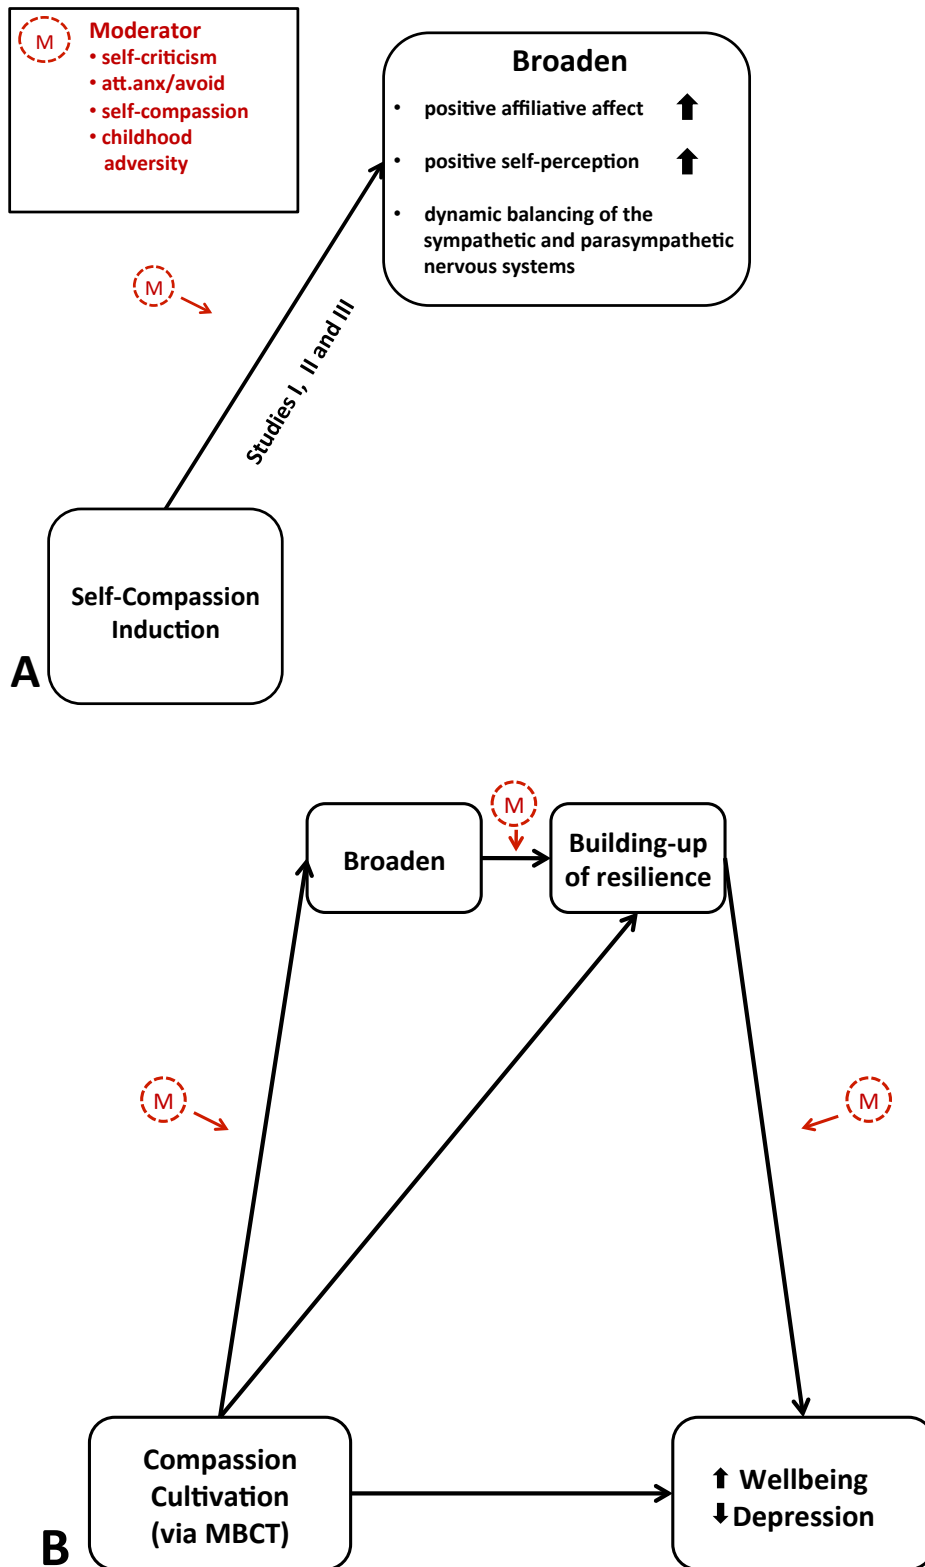 M
Moderator
• self-criticism
• att.anx/avoid
• self-compassion
• childhood
adversity
Broaden
• positive affiliative affect
• positive self-perception
• dynamic balancing of the
sympathetic and parasympathetic
nervous systems
M
Studies I, II and III
Self-Compassion
Induction
A
M
Broaden
Building-up
of resilience
M
M
Compassion
Cultivation
(via MBCT)
Wellbeing
Depression
B